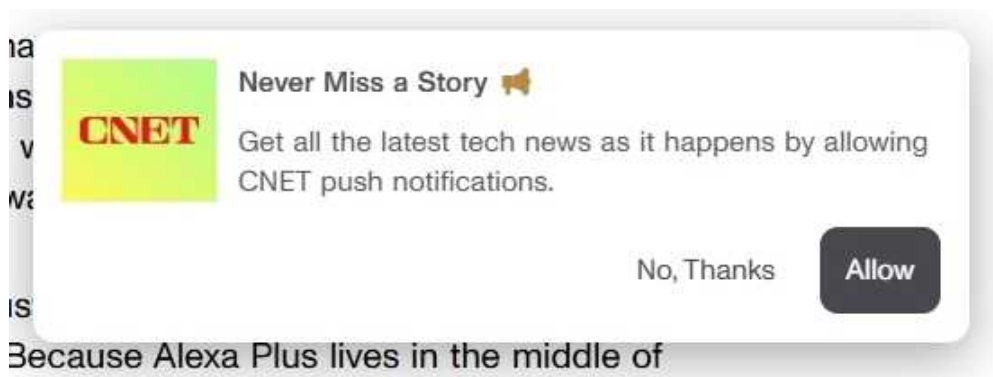 Never Miss a Story
CNET
Get all the latest tech news as it happens by allowing
CNET push notifications.
No, Thanks
Allow
Because Alexa Plus lives in the middle of